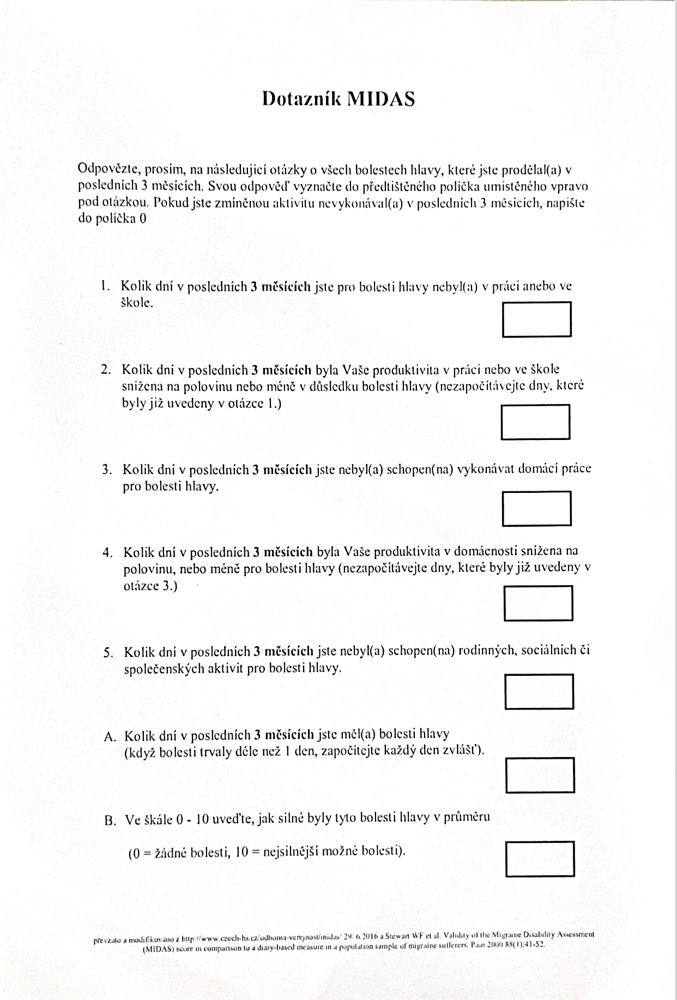 Dotazník MIDAS
Odpovězte, prosím, na následující otázky o všech bolestech hlavy, které jste prodělal(a) v
posledních 3 měsících. Svou odpověď vyznačte do předtištěného políčka umístěného vpravo
pod otázkou. Pokud jste zmíněnou aktivitu nevykonával(a) v posledních 3 měsících, napište
do políčka 0
1. Kolik dní v posledních 3 měsících jste pro bolesti hlavy nebyl(a) v práci anebo ve
škole.
2. Kolik dní v posledních 3 měsících byla Vaše produktivita v práci nebo ve škole
snížena na polovinu nebo méně v důsledku bolesti hlavy (nezapočítávejte dny, které
byly již uvedeny v otázce 1.)
3. Kolik dní v posledních 3 měsících jste nebyl(a) schopen(na) vykonávat domácí práce
pro bolesti hlavy.
4. Kolik dní v posledních 3 měsících byla Vaše produktivita v domácnosti snížena na
polovinu, nebo méně pro bolesti hlavy (nezapočítávejte dny, které byly již uvedeny v
otázce 3.)
5. Kolik dní v posledních 3 měsících jste nebyl(a) schopen(na) rodinných, sociálních či
společenských aktivit pro bolesti hlavy.
A. Kolik dní v posledních 3 měsících jste měl(a) bolesti hlavy
(když bolesti trvaly déle než 1 den, započítejte každý den zvlášť).
B. Ve škále 0 - 10 uveďte, jak silné byly tyto bolesti hlavy v průměru
(0 = žádné bolesti, 10 = nejsilnější možné bolesti).
převzato a modifikováno z http://www.czech-hs.cz/odborna-verejnost/midas/ 29. 6.2016 a Stewart WF et al. Validity of the Migraine Disability Assessment
(MIDAS) score in comparison to a diary-based measure in a population sample of migraine sufferers. Pain 2000 88(1):41-52.